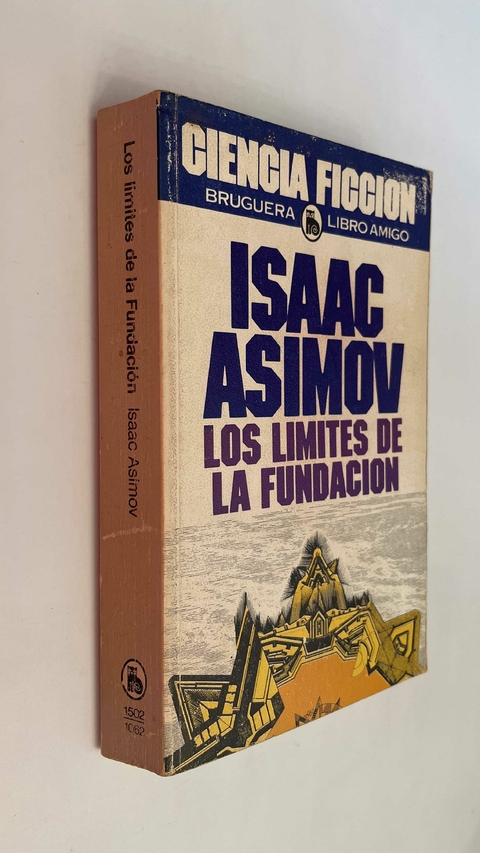 CIENCIA FICCION
BRUGUERA LIBRO AMIGO
ISAAC
ASIMOV
LOS LIMITES DE
LA FUNDACION
Los límites de la Fundación Isaac Asimov
1502
1062